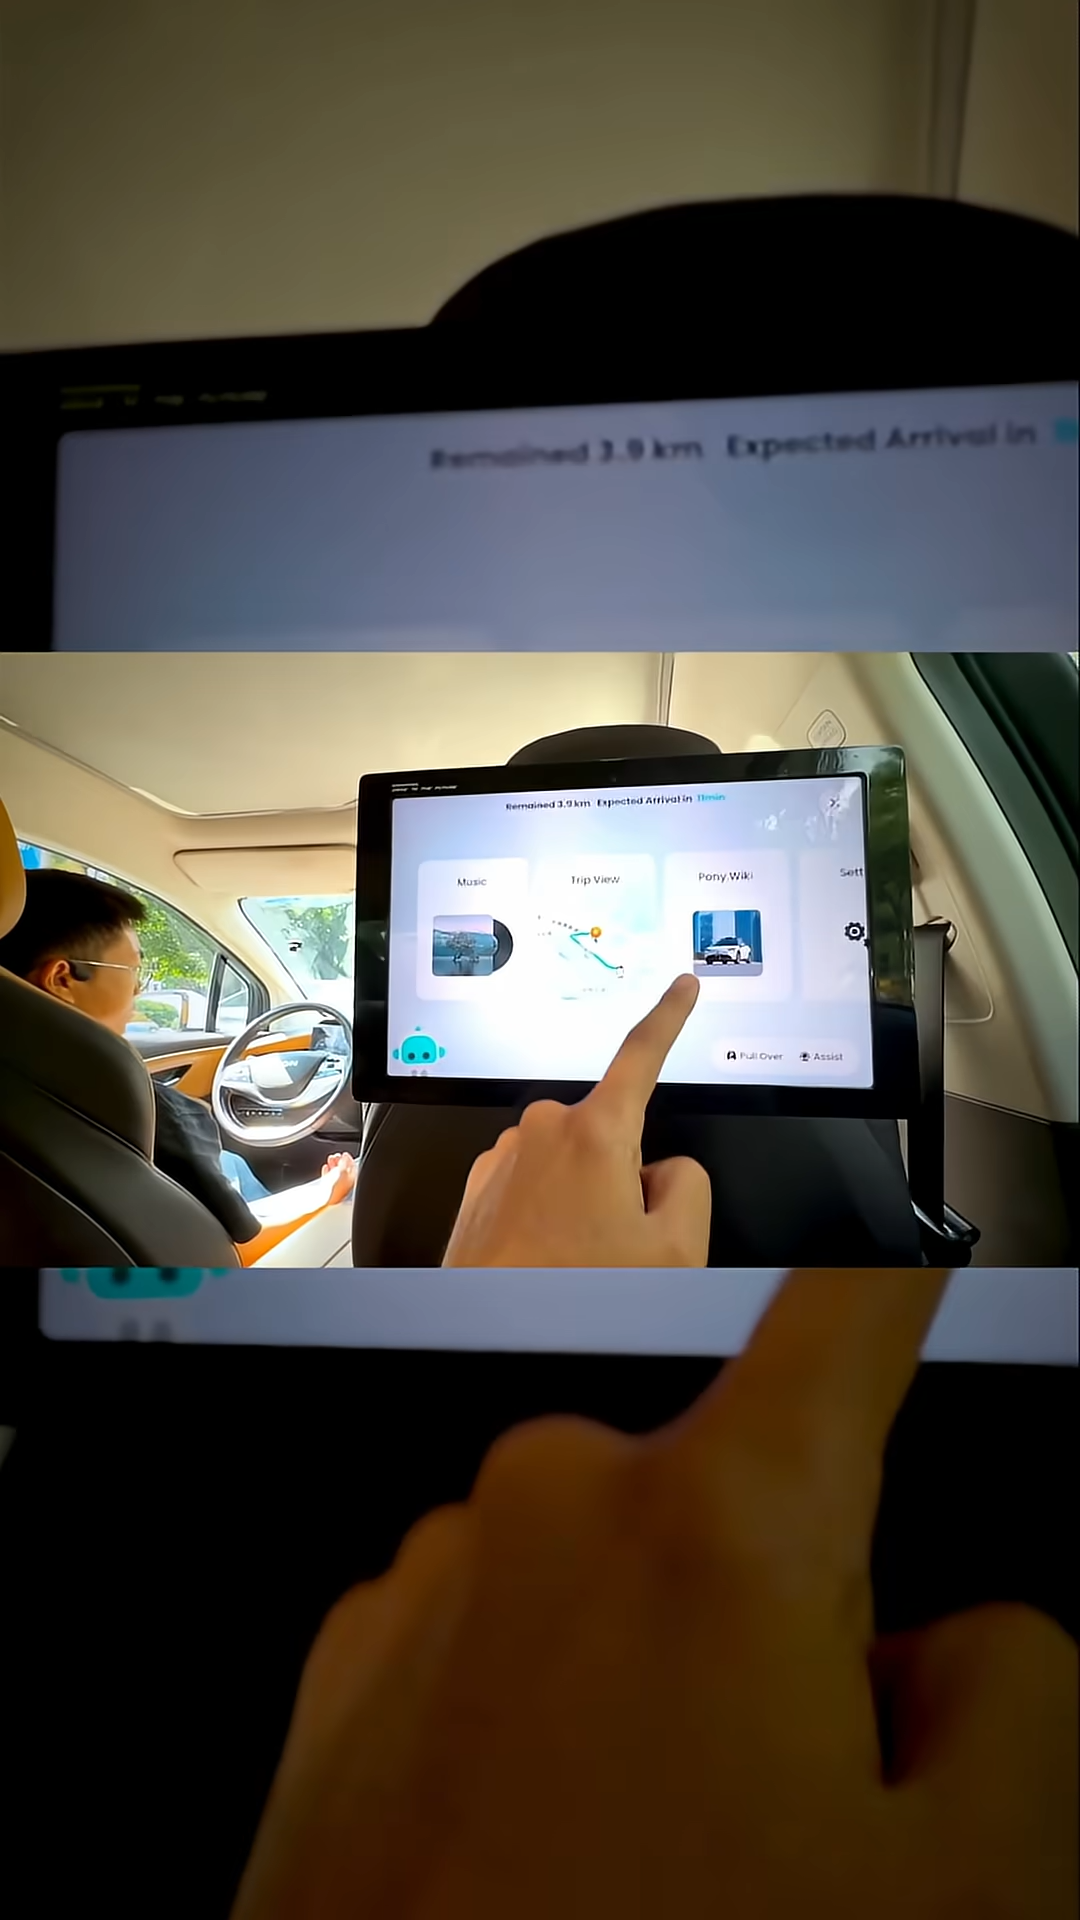 Remained 3.9 km Expected Arrival in
Remained 3.9 km Expected Arrival in 11min
Music
Trip View
Pony.Wiki
Sett
Pull Over
Assist